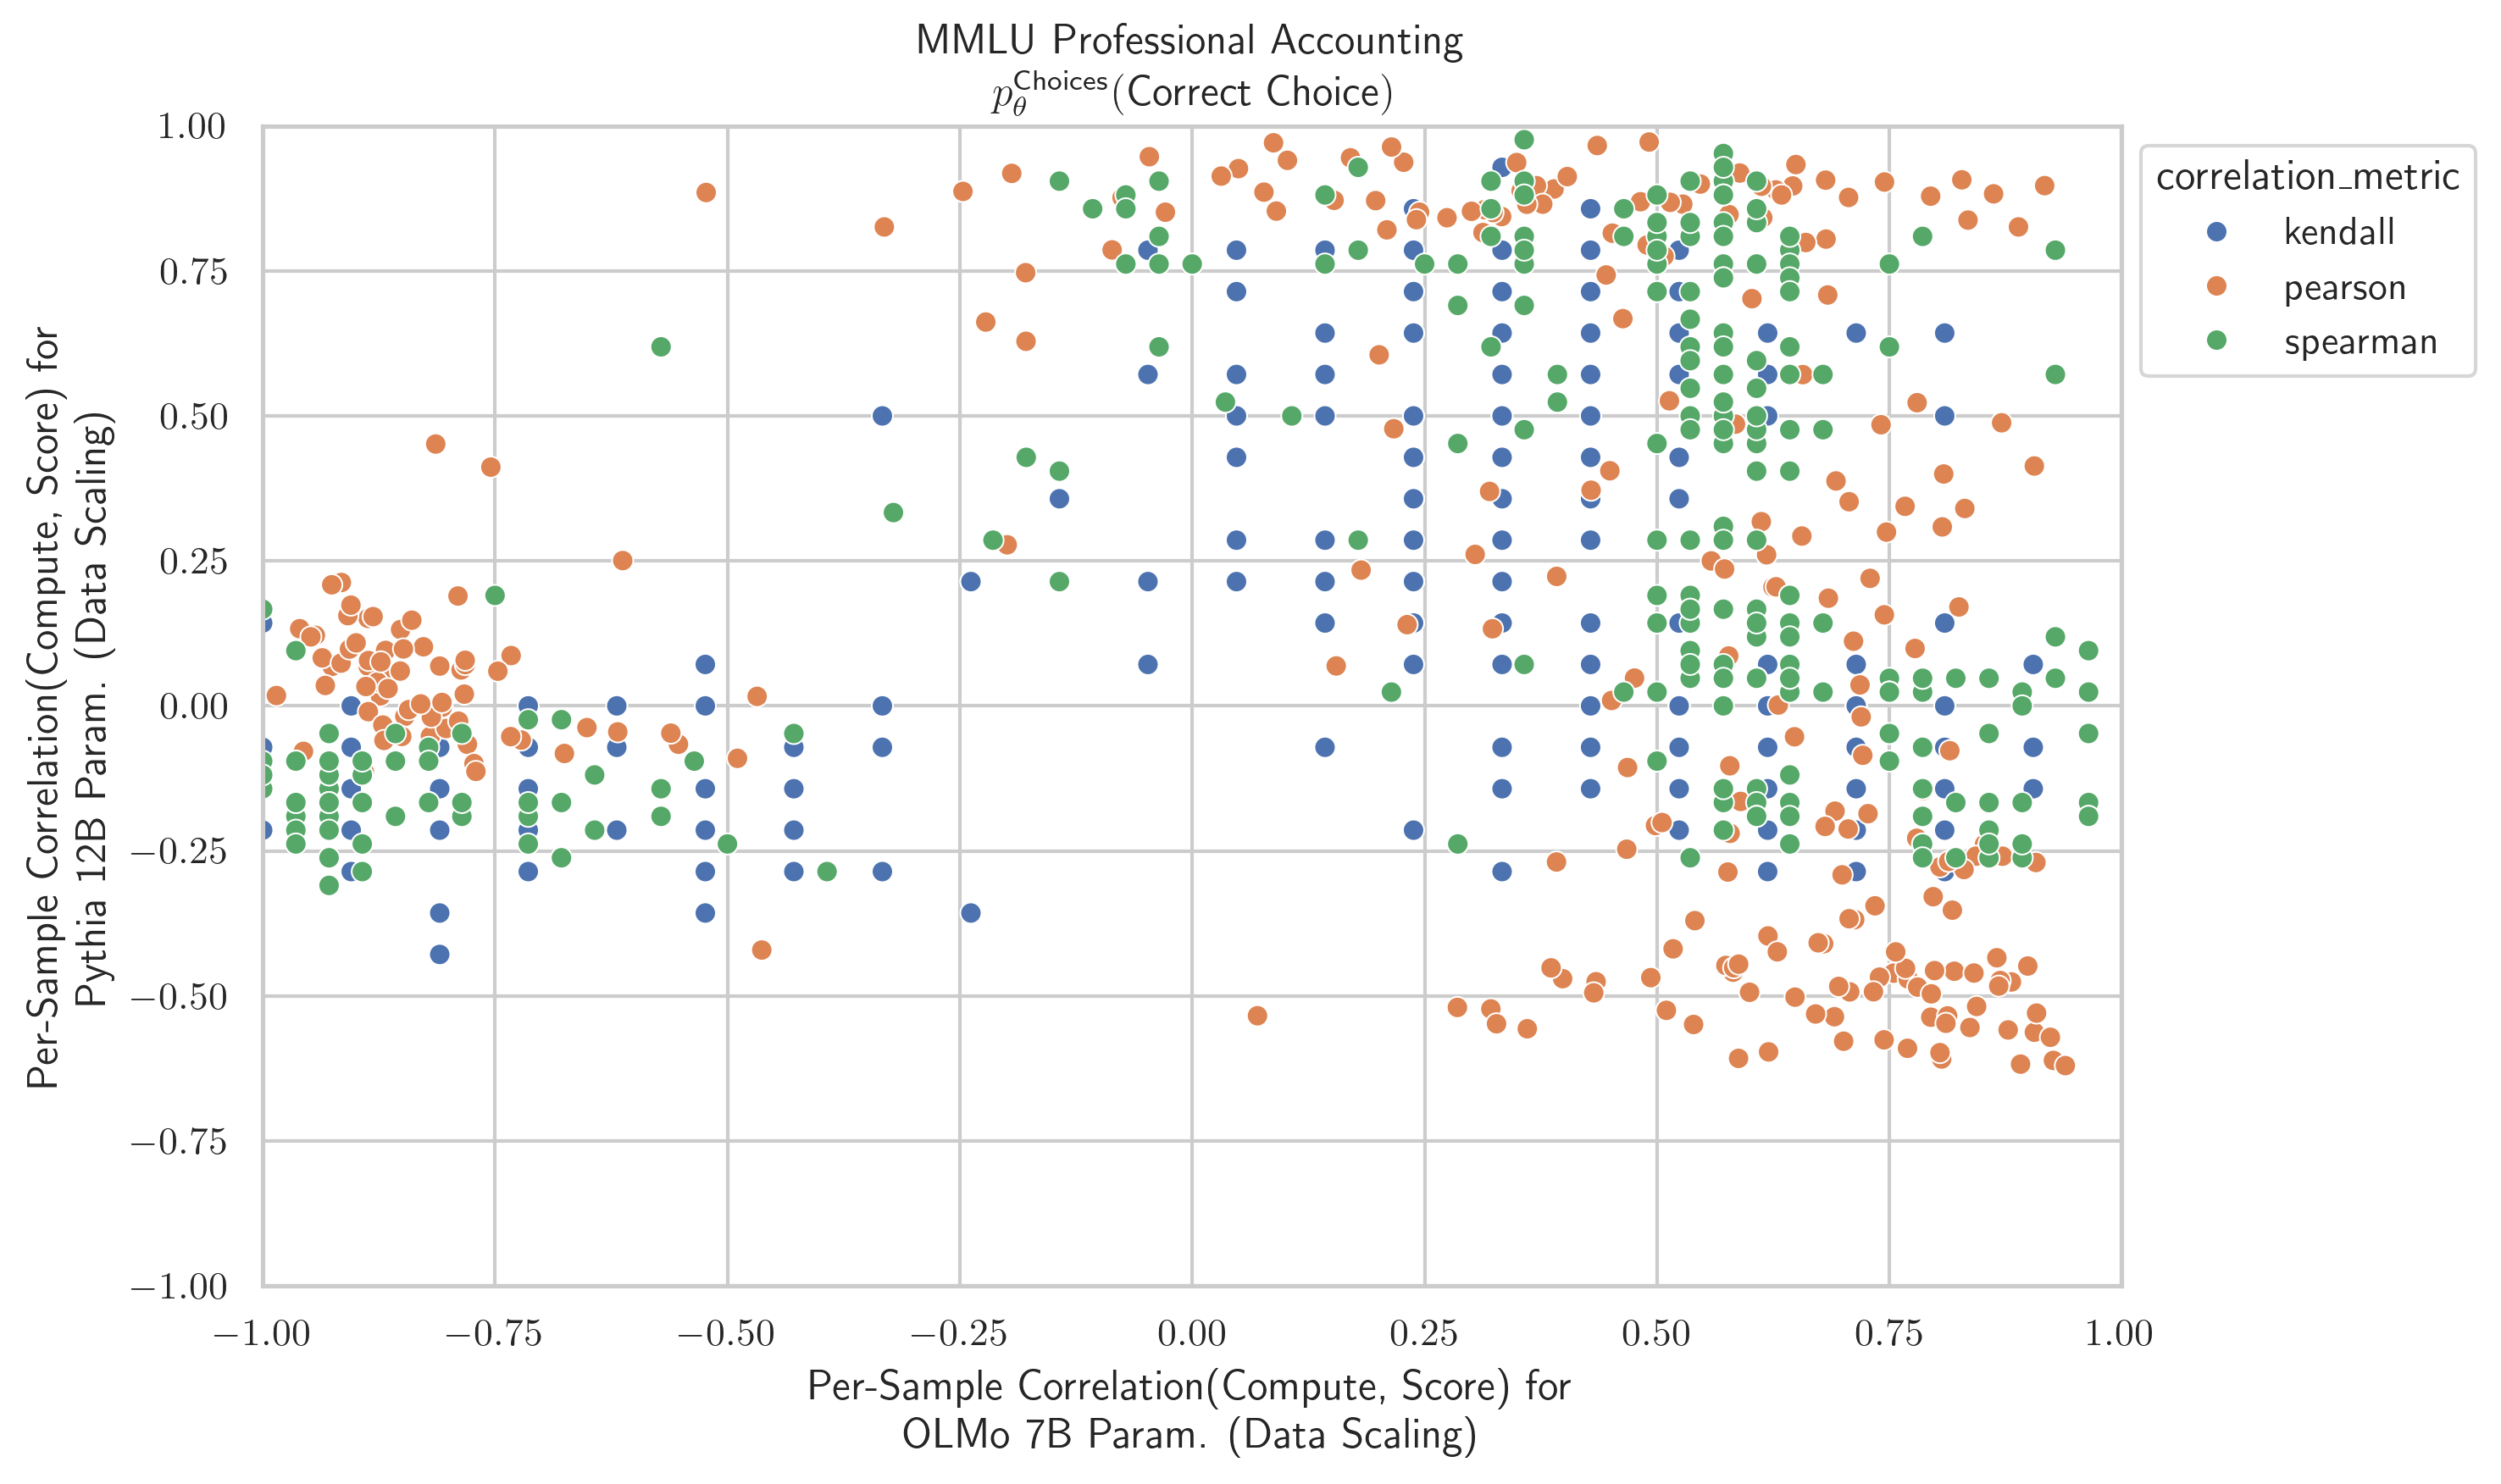 MMLU Professional Accounting
p_θ^Choices(Correct Choice)
1.00
0.75
0.50
0.25
0.00
−0.25
−0.50
−0.75
−1.00
Per-Sample Correlation(Compute, Score) for
Pythia 12B Param. (Data Scaling)
−1.00 −0.75 −0.50 −0.25 0.00 0.25 0.50 0.75 1.00
Per-Sample Correlation(Compute, Score) for
OLMo 7B Param. (Data Scaling)
correlation_metric
kendall
pearson
spearman